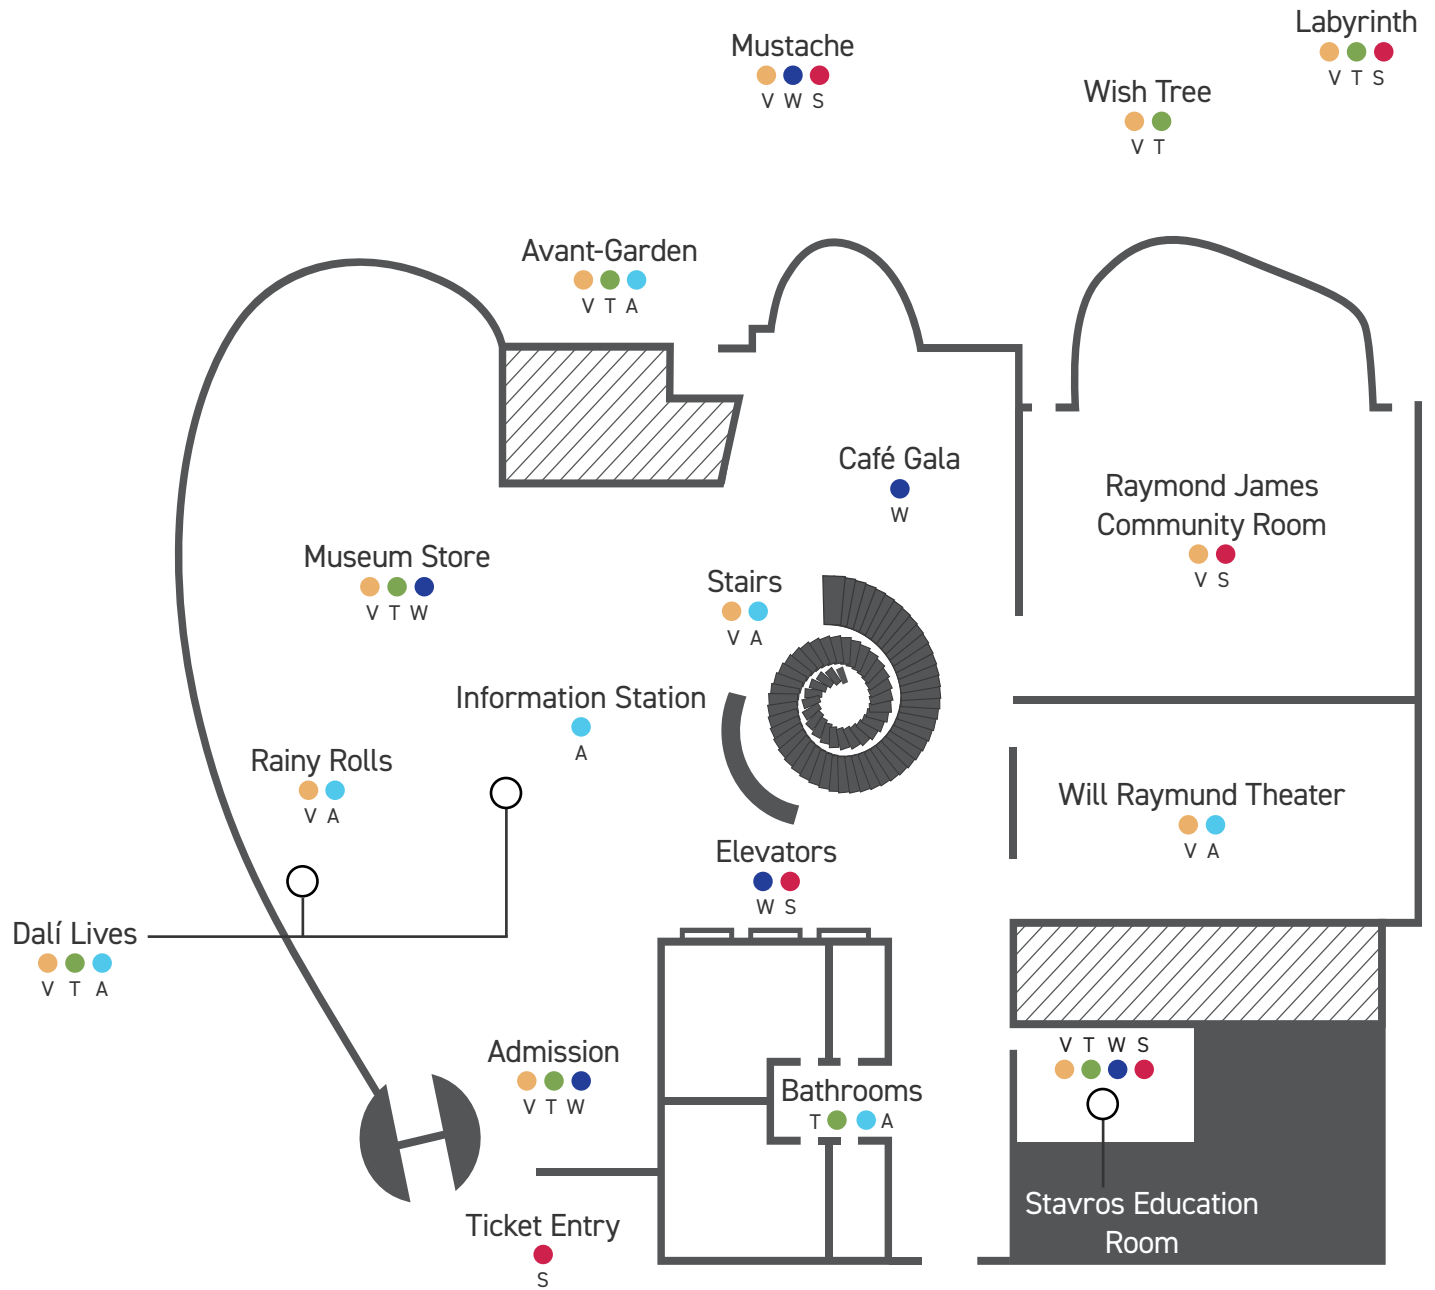 Labyrinth
V T S
Mustache
V W S
Wish Tree
V T
Avant-Garden
V T A
Café Gala
W
Raymond James
Community Room
V S
Museum Store
V T W
Stairs
V A
Information Station
A
Rainy Rolls
V A
Will Raymund Theater
V A
Elevators
W S
Dalí Lives
V T A
Admission
V T W
V T W S
Bathrooms
T A
Stavros Education
Room
Ticket Entry
S